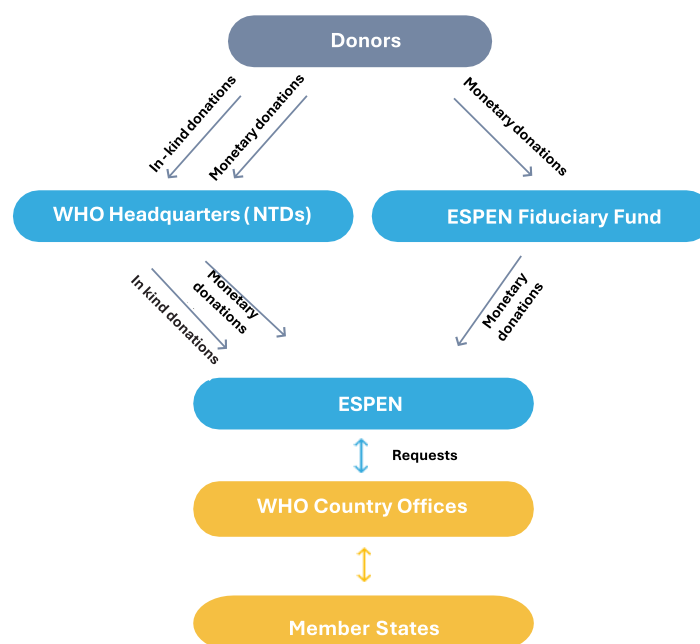 Donors
In - kind donations
Monetary donations
Monetary donations
WHO Headquarters ( NTDs)
ESPEN Fiduciary Fund
In kind donations
Monetary
donations
Monetary
donations
ESPEN
Requests
WHO Country Offices
Member States